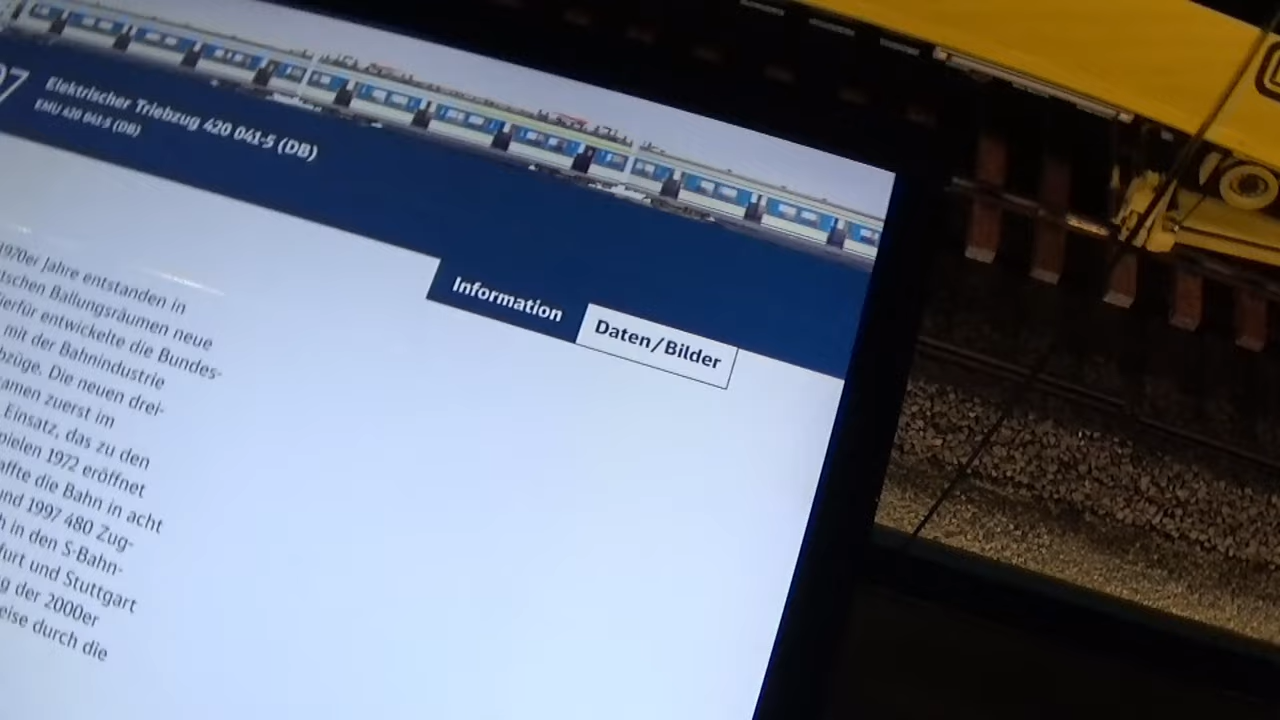 97
Elektrischer Triebzug 420 041-5 (DB)
EMU 420 041-5 (DB)
Information
Daten/Bilder
1970er Jahre entstanden in
tschen Ballungsräumen neue
ierfür entwickelte die Bundes-
mit der Bahnindustrie
bzüge. Die neuen drei-
amen zuerst im
Einsatz, das zu den
pielen 1972 eröffnet
affte die Bahn in acht
und 1997 480 Zug-
h in den S-Bahn-
furt und Stuttgart
g der 2000er
eise durch die